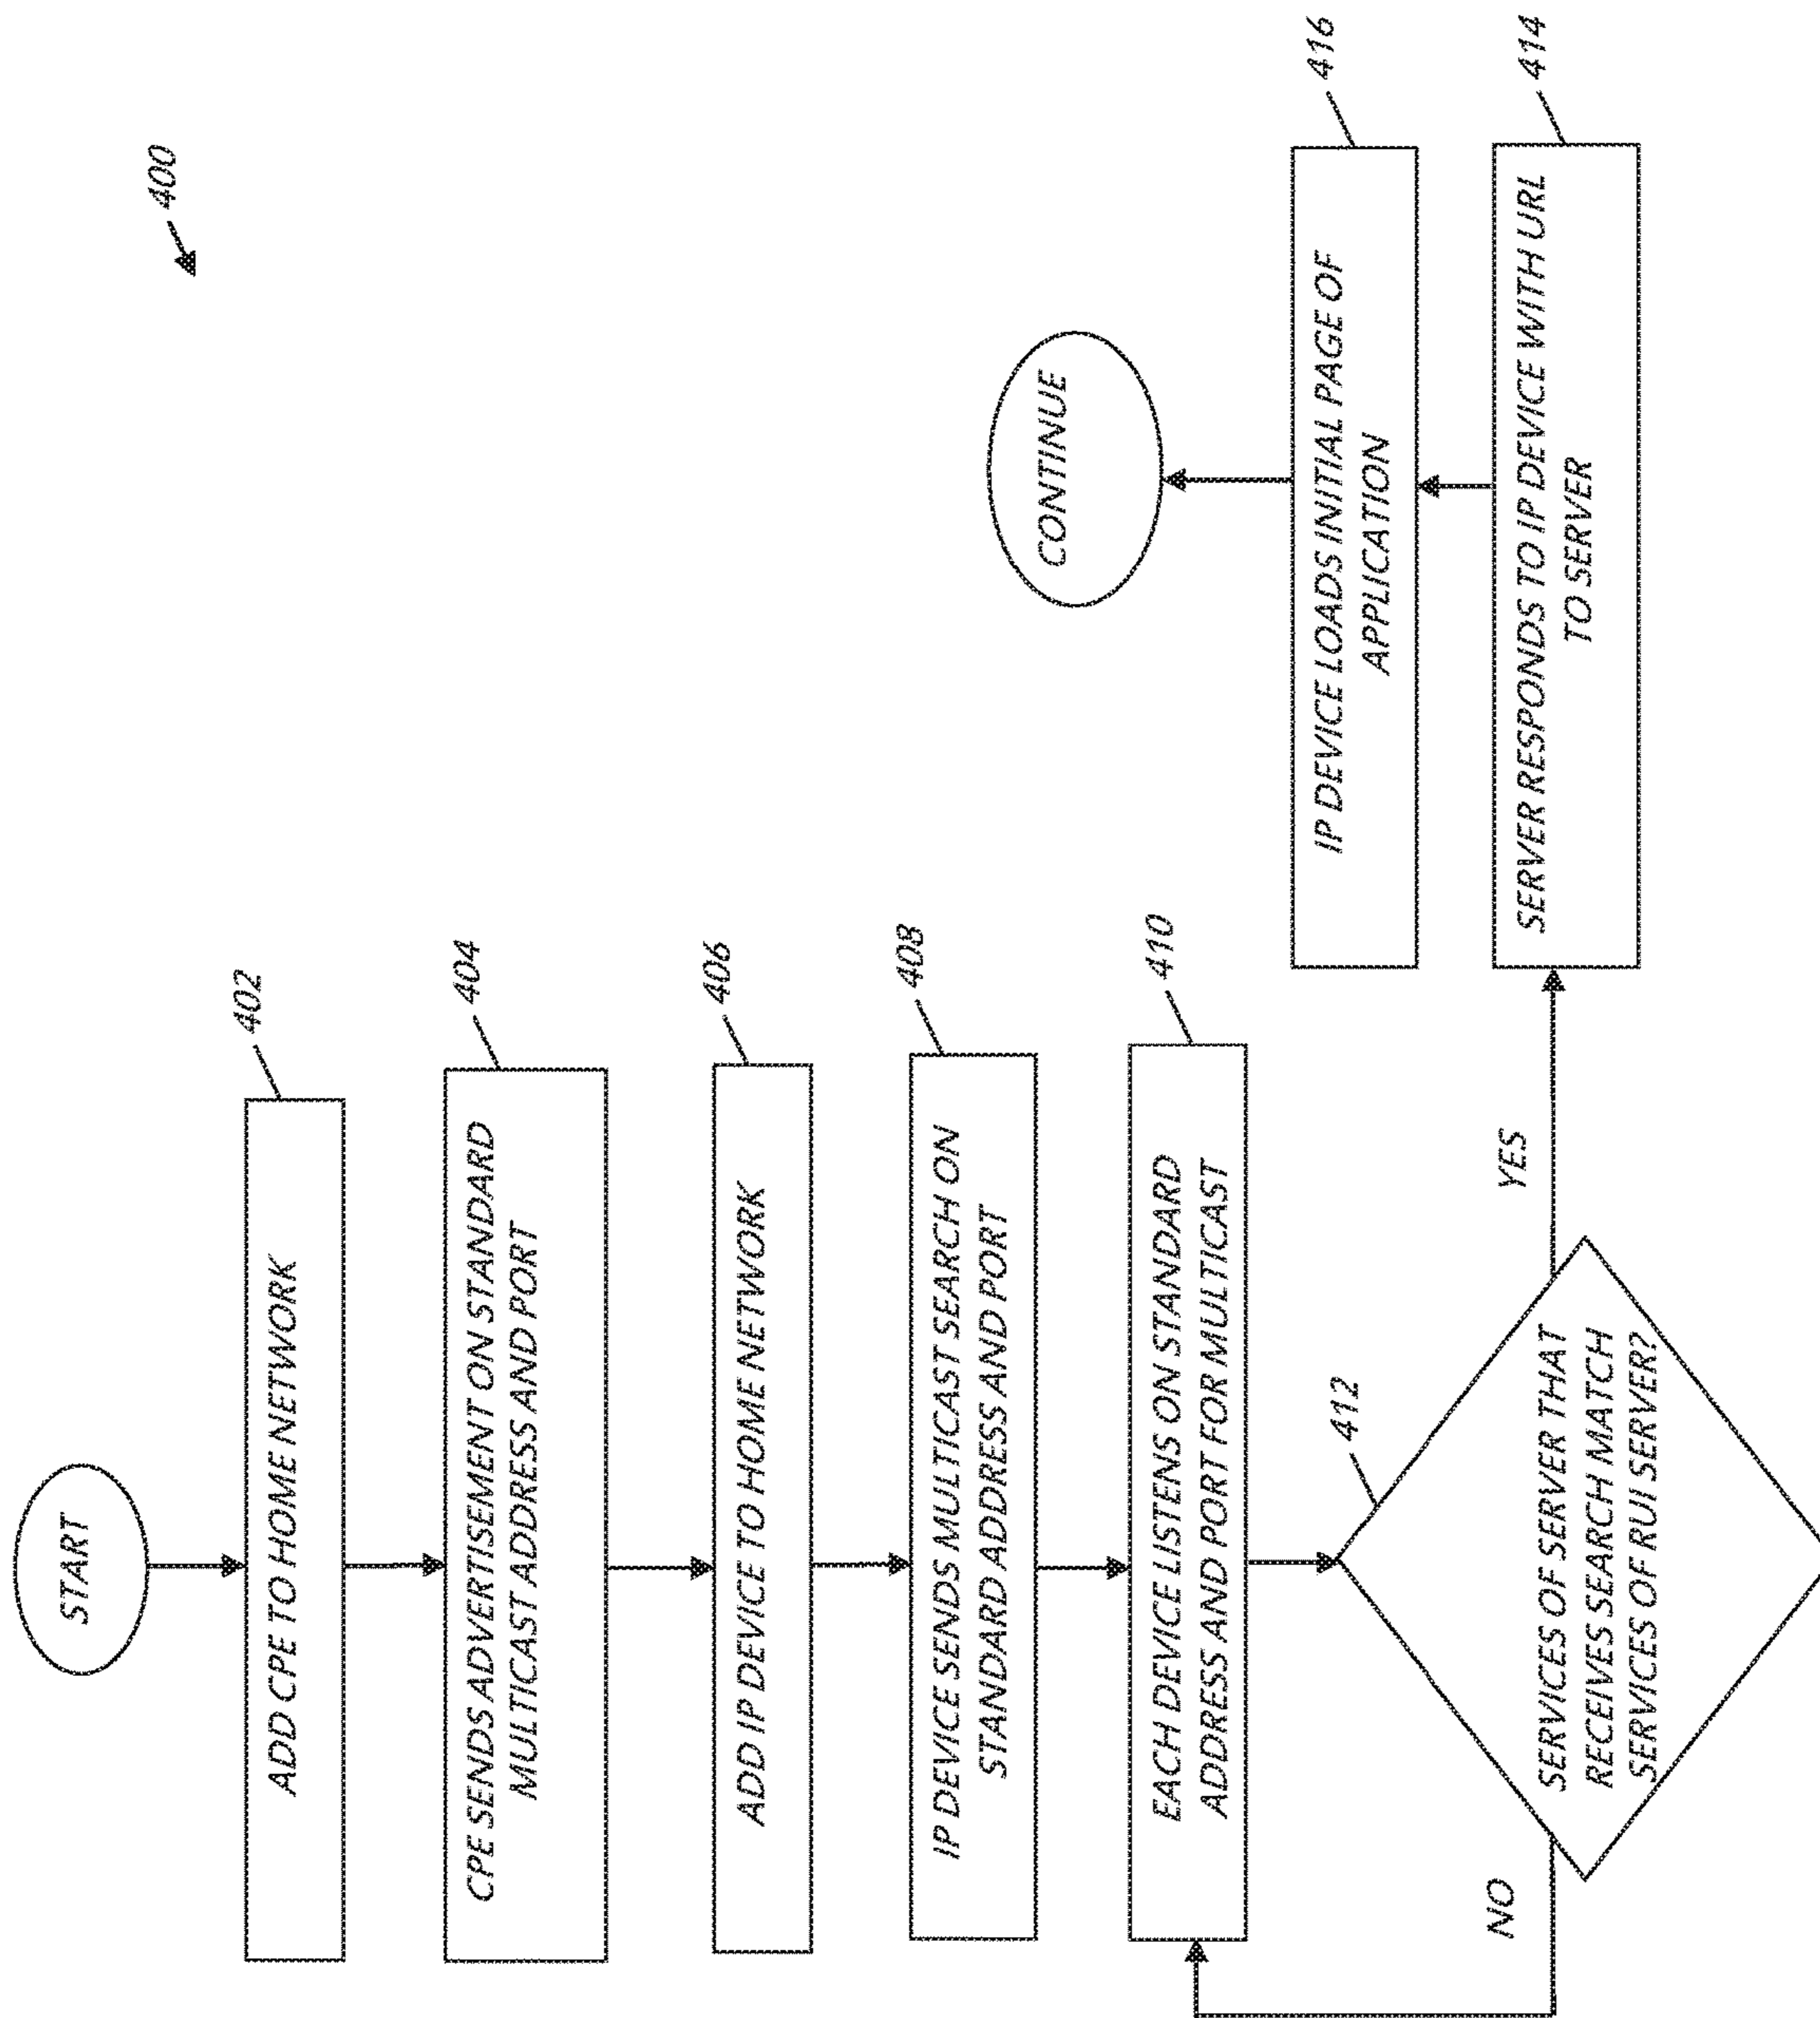 400
START
ADD CPE TO HOME NETWORK
402
CPE SENDS ADVERTISEMENT ON STANDARD
MULTICAST ADDRESS AND PORT
404
ADD IP DEVICE TO HOME NETWORK
406
IP DEVICE SENDS MULTICAST SEARCH ON
STANDARD ADDRESS AND PORT
408
EACH DEVICE LISTENS ON STANDARD
ADDRESS AND PORT FOR MULTICAST
410
412
SERVICES OF SERVER THAT
RECEIVES SEARCH MATCH
SERVICES OF RUI SERVER?
NO
YES
SERVER RESPONDS TO IP DEVICE WITH URL
TO SERVER
414
IP DEVICE LOADS INITIAL PAGE OF
APPLICATION
416
CONTINUE